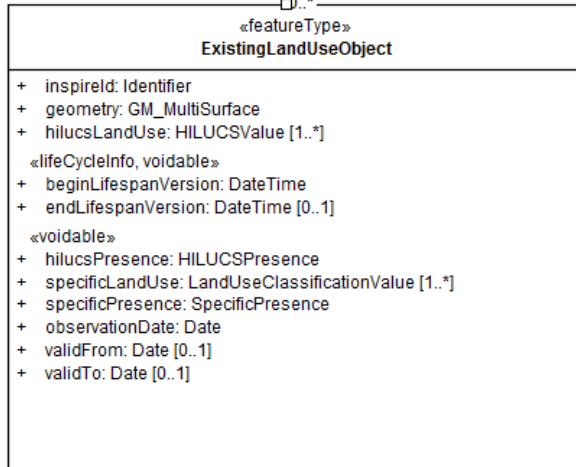 0..*
«featureType»
ExistingLandUseObject
+ inspireId: Identifier
+ geometry: GM_MultiSurface
+ hilucsLandUse: HILUCSValue [1..*]
«lifeCycleInfo, voidable»
+ beginLifespanVersion: DateTime
+ endLifespanVersion: DateTime [0..1]
«voidable»
+ hilucsPresence: HILUCSPresence
+ specificLandUse: LandUseClassificationValue [1..*]
+ specificPresence: SpecificPresence
+ observationDate: Date
+ validFrom: Date [0..1]
+ validTo: Date [0..1]